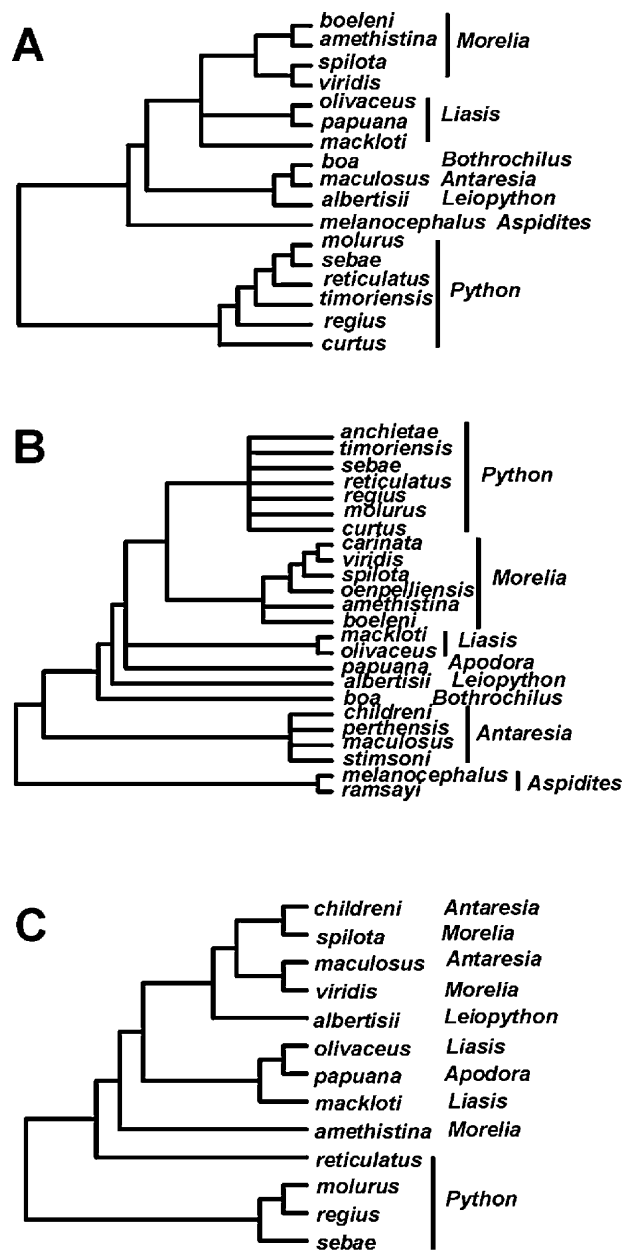 A
boeleni
amethistina
Morelia
spilota
viridis
olivaceus
papuana
Liasis
mackloti
boa Bothrochilus
maculosus Antaresia
albertisii Leiopython
melanocephalus Aspidites
molurus
sebae
reticulatus
Python
timoriensis
regius
curtus
B
anchietae
timoriensis
sebae
reticulatus
Python
regius
molurus
curtus
carinata
viridis
spilota
Morelia
oenpelliensis
amethistina
boeleni
mackloti
Liasis
olivaceus
papuana Apodora
albertisii Leiopython
boa Bothrochilus
childreni
perthensis
Antaresia
maculosus
stimsoni
melanocephalus
Aspidites
ramsayi
C
childreni Antaresia
spilota Morelia
maculosus Antaresia
viridis Morelia
albertisii Leiopython
olivaceus Liasis
papuana Apodora
mackloti Liasis
amethistina Morelia
reticulatus
molurus
Python
regius
sebae